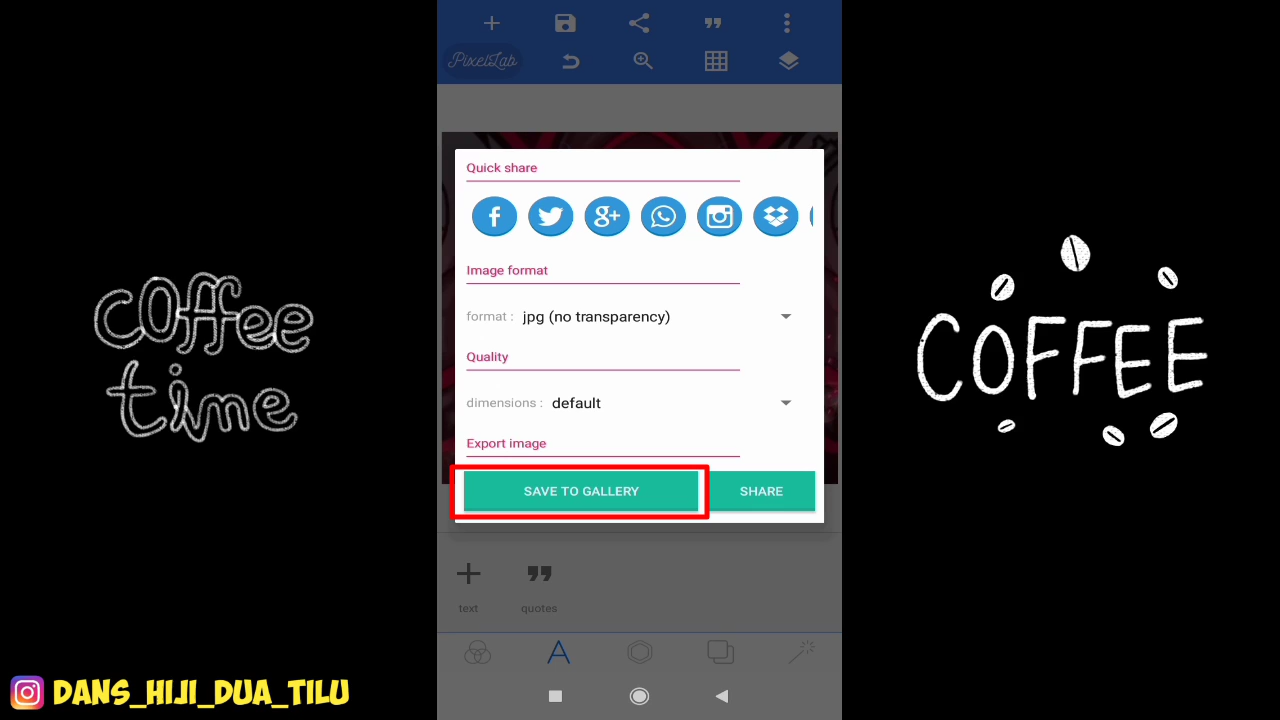 PixelLab
Quick share
Image format
format : jpg (no transparency)
Quality
dimensions : default
Export image
SAVE TO GALLERY
SHARE
text
quotes
coffee
time
COFFEE
DANS_HIJI_DUA_TILU